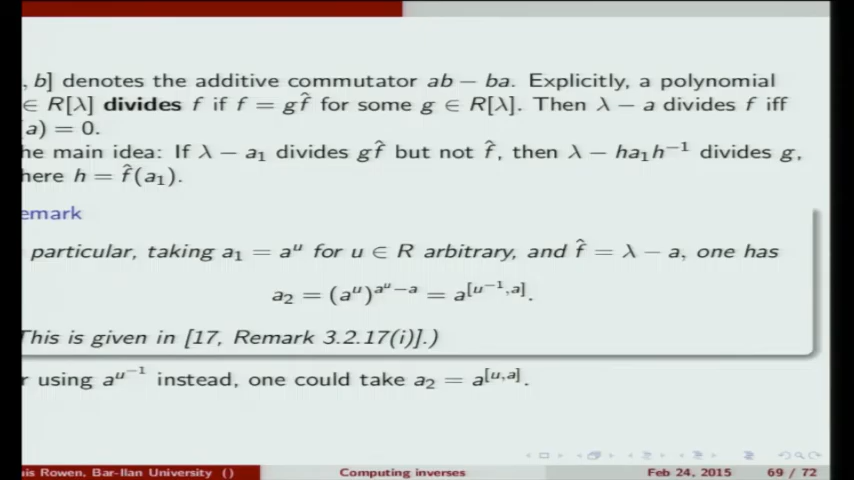 , b] denotes the additive commutator ab − ba. Explicitly, a polynomial
∈ R[λ] divides f if f = gf̂ for some g ∈ R[λ]. Then λ − a divides f iff
a) = 0.
he main idea: If λ − a₁ divides gf̂ but not f̂, then λ − ha₁h⁻¹ divides g,
here h = f̂(a₁).
emark
particular, taking a₁ = aᵘ for u ∈ R arbitrary, and f̂ = λ − a, one has
a₂ = (a^u)^{a^u−a} = a^{[u^{−1},a]}.
This is given in [17, Remark 3.2.17(i)].)
r using a^{u^{−1}} instead, one could take a₂ = a^{[u,a]}.
is Rowen, Bar-Ilan University () Computing inverses Feb 24, 2015 69 / 72